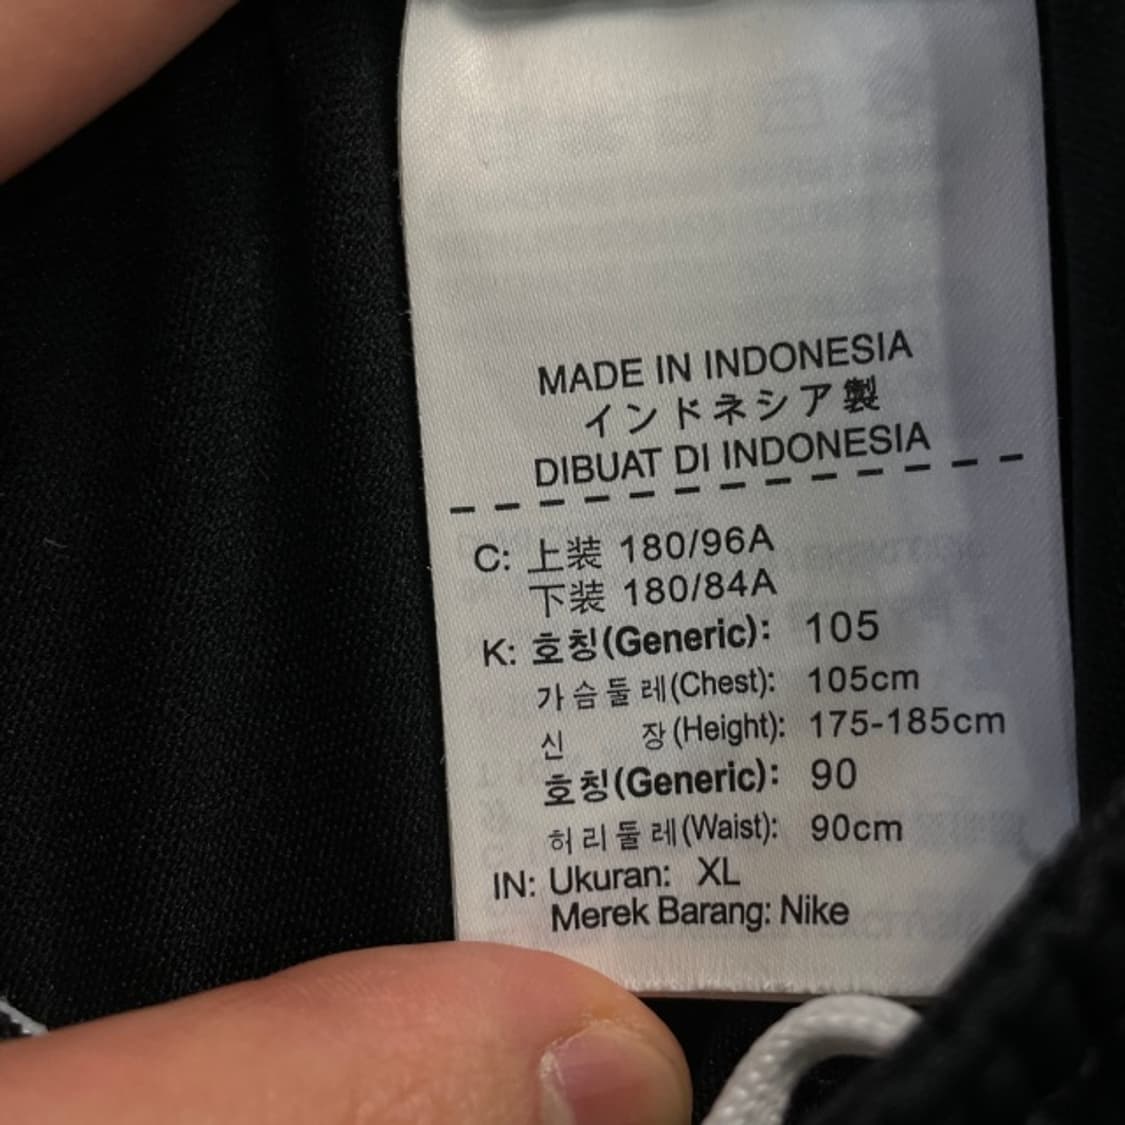 MADE IN INDONESIA
インドネシア製
DIBUAT DI INDONESIA
C: 上装 180/96A
下装 180/84A
K: 호칭(Generic): 105
가슴둘레(Chest): 105cm
신 장(Height): 175-185cm
호칭(Generic): 90
허리둘레(Waist): 90cm
IN: Ukuran: XL
Merek Barang: Nike